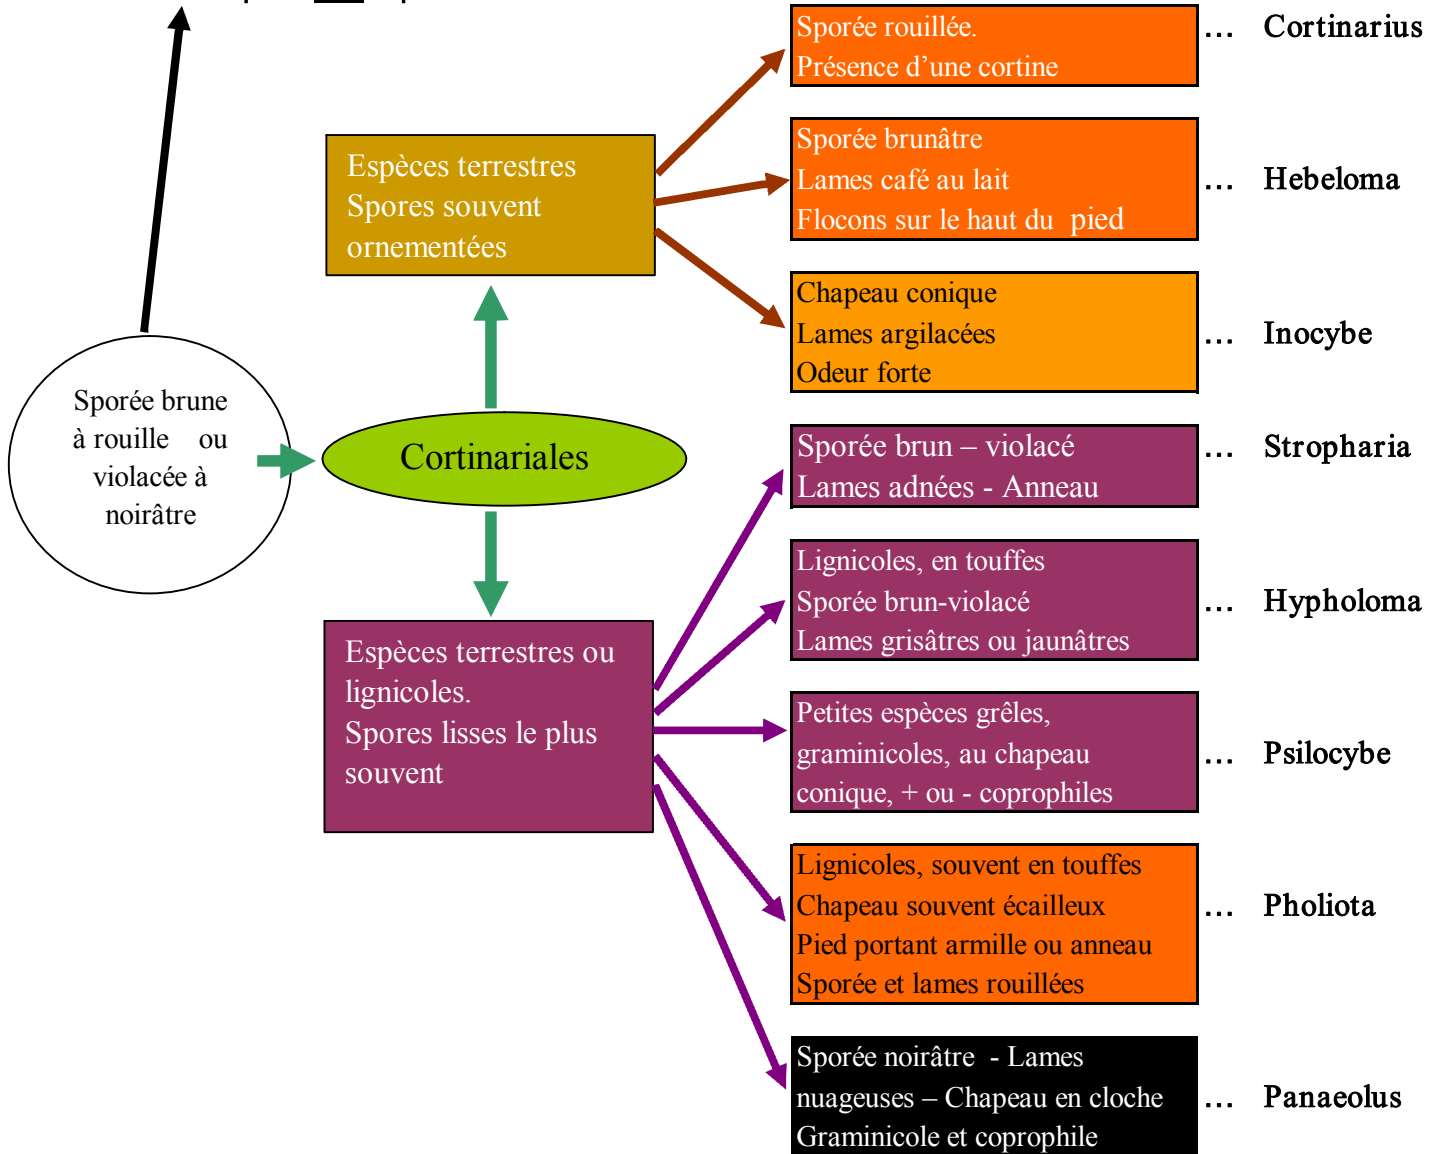 Sporée rouillée.
Présence d'une cortine
... Cortinarius
Espèces terrestres
Spores souvent
ornementées
Sporée brunâtre
Lames café au lait
Flocons sur le haut du pied
... Hebeloma
Chapeau conique
Lames argilacées
Odeur forte
... Inocybe
Sporée brune
à rouille ou
violacée à
noirâtre
Cortinariales
Sporée brun – violacé
Lames adnées - Anneau
... Stropharia
Lignicoles, en touffes
Sporée brun-violacé
Lames grisâtres ou jaunâtres
... Hypholoma
Espèces terrestres ou
lignicoles.
Spores lisses le plus
souvent
Petites espèces grêles,
graminicoles, au chapeau
conique, + ou - coprophiles
... Psilocybe
Lignicoles, souvent en touffes
Chapeau souvent écailleux
Pied portant armille ou anneau
Sporée et lames rouillées
... Pholiota
Sporée noirâtre - Lames
nuageuses – Chapeau en cloche
Graminicole et coprophile
... Panaeolus